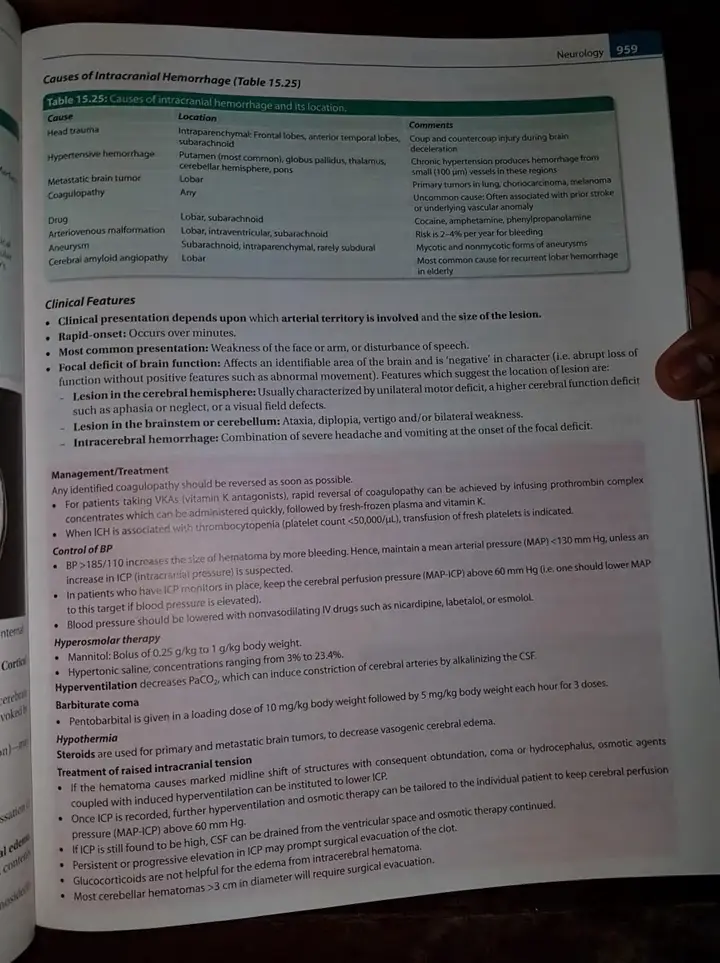 Neurology 959
Causes of Intracranial Hemorrhage (Table 15.25)
Table 15.25: Causes of intracranial hemorrhage and its location.
Cause Location Comments
Head trauma Intraparenchymal: Frontal lobes, anterior temporal lobes, subarachnoid Coup and countercoup injury during brain deceleration
Hypertensive hemorrhage Putamen (most common), globus pallidus, thalamus, cerebellar hemisphere, pons Chronic hypertension produces hemorrhage from small (100 µm) vessels in these regions
Metastatic brain tumor Lobar Primary tumors in lung, choriocarcinoma, melanoma
Coagulopathy Any Uncommon cause: Often associated with prior stroke or underlying vascular anomaly
Drug Lobar, subarachnoid Cocaine, amphetamine, phenylpropanolamine
Arteriovenous malformation Lobar, intraventricular, subarachnoid Risk is 2–4% per year for bleeding
Aneurysm Subarachnoid, intraparenchymal, rarely subdural Mycotic and nonmycotic forms of aneurysms
Cerebral amyloid angiopathy Lobar Most common cause for recurrent lobar hemorrhage in elderly
Clinical Features
• Clinical presentation depends upon which arterial territory is involved and the size of the lesion.
• Rapid-onset: Occurs over minutes.
• Most common presentation: Weakness of the face or arm, or disturbance of speech.
• Focal deficit of brain function: Affects an identifiable area of the brain and is 'negative' in character (i.e. abrupt loss of
function without positive features such as abnormal movement). Features which suggest the location of lesion are:
– Lesion in the cerebral hemisphere: Usually characterized by unilateral motor deficit, a higher cerebral function deficit
such as aphasia or neglect, or a visual field defects.
– Lesion in the brainstem or cerebellum: Ataxia, diplopia, vertigo and/or bilateral weakness.
– Intracerebral hemorrhage: Combination of severe headache and vomiting at the onset of the focal deficit.
Management/Treatment
Any identified coagulopathy should be reversed as soon as possible.
• For patients taking VKAs (vitamin K antagonists), rapid reversal of coagulopathy can be achieved by infusing prothrombin complex
concentrates which can be administered quickly, followed by fresh-frozen plasma and vitamin K.
• When ICH is associated with thrombocytopenia (platelet count <50,000/µL), transfusion of fresh platelets is indicated.
Control of BP
• BP >185/110 increases the size of hematoma by more bleeding. Hence, maintain a mean arterial pressure (MAP) <130 mm Hg, unless an
increase in ICP (intracranial pressure) is suspected.
• In patients who have ICP monitors in place, keep the cerebral perfusion pressure (MAP-ICP) above 60 mm Hg (i.e. one should lower MAP
to this target if blood pressure is elevated).
• Blood pressure should be lowered with nonvasodilating IV drugs such as nicardipine, labetalol, or esmolol.
Hyperosmolar therapy
• Mannitol: Bolus of 0.25 g/kg to 1 g/kg body weight.
• Hypertonic saline, concentrations ranging from 3% to 23.4%.
Hyperventilation decreases PaCO₂, which can induce constriction of cerebral arteries by alkalinizing the CSF.
Barbiturate coma
• Pentobarbital is given in a loading dose of 10 mg/kg body weight followed by 5 mg/kg body weight each hour for 3 doses.
Hypothermia
Steroids are used for primary and metastatic brain tumors, to decrease vasogenic cerebral edema.
Treatment of raised intracranial tension
• If the hematoma causes marked midline shift of structures with consequent obtundation, coma or hydrocephalus, osmotic agents
coupled with induced hyperventilation can be instituted to lower ICP.
• Once ICP is recorded, further hyperventilation and osmotic therapy can be tailored to the individual patient to keep cerebral perfusion
pressure (MAP-ICP) above 60 mm Hg.
• If ICP is still found to be high, CSF can be drained from the ventricular space and osmotic therapy continued.
• Persistent or progressive elevation in ICP may prompt surgical evacuation of the clot.
• Glucocorticoids are not helpful for the edema from intracerebral hematoma.
• Most cerebellar hematomas >3 cm in diameter will require surgical evacuation.